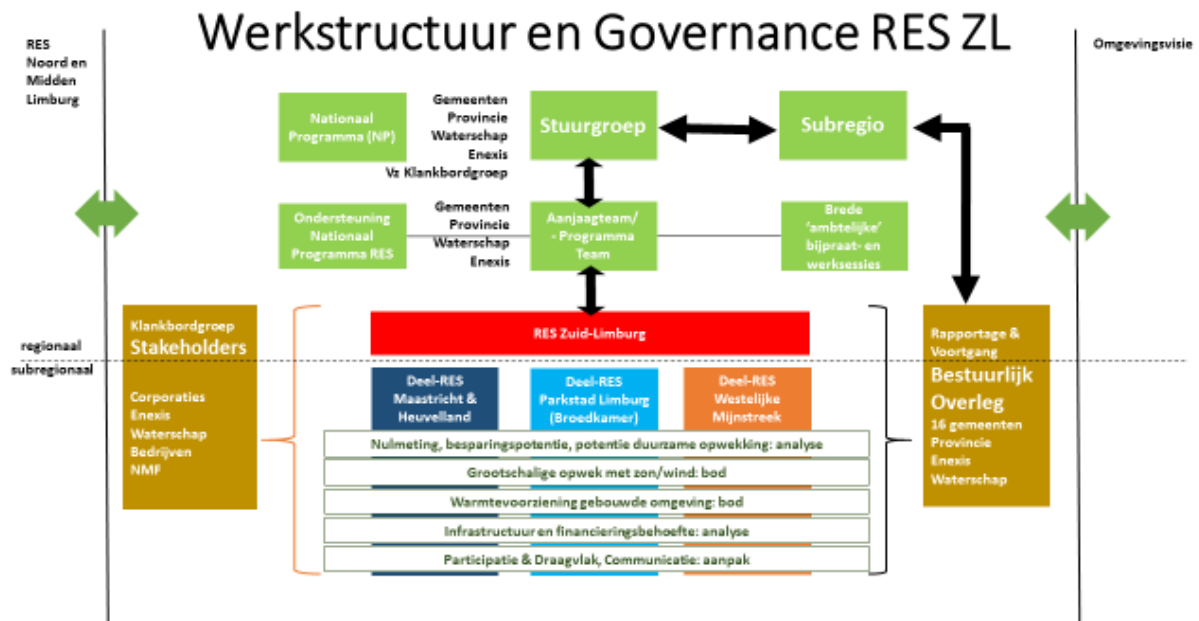 Werkstructuur en Governance RES ZL
RES
Noord en
Midden
Limburg
Omgevingsvisie
Nationaal
Programma (NP)
Gemeenten
Provincie
Waterschap
Enexis
Vz Klankbordgroep
Stuurgroep
Subregio
Ondersteuning
Nationaal
Programma RES
Gemeenten
Provincie
Waterschap
Enexis
Aanjaagteam/
- Programma
Team
Brede
‘ambtelijke’
bijpraat- en
werksessies
regionaal
subregionaal
Klankbordgroep
Stakeholders
Corporaties
Enexis
Waterschap
Bedrijven
NMF
RES Zuid-Limburg
Deel-RES
Maastricht &
Heuvelland
Deel-RES
Parkstad Limburg
(Broedkamer)
Deel-RES
Westelijke
Mijnstreek
Nulmeting, besparingspotentie, potentie duurzame opwekking: analyse
Grootschalige opwek met zon/wind: bod
Warmtevoorziening gebouwde omgeving: bod
Infrastructuur en financieringsbehoefte: analyse
Participatie & Draagvlak, Communicatie: aanpak
Rapportage &
Voortgang
Bestuurlijk
Overleg
16 gemeenten
Provincie
Enexis
Waterschap